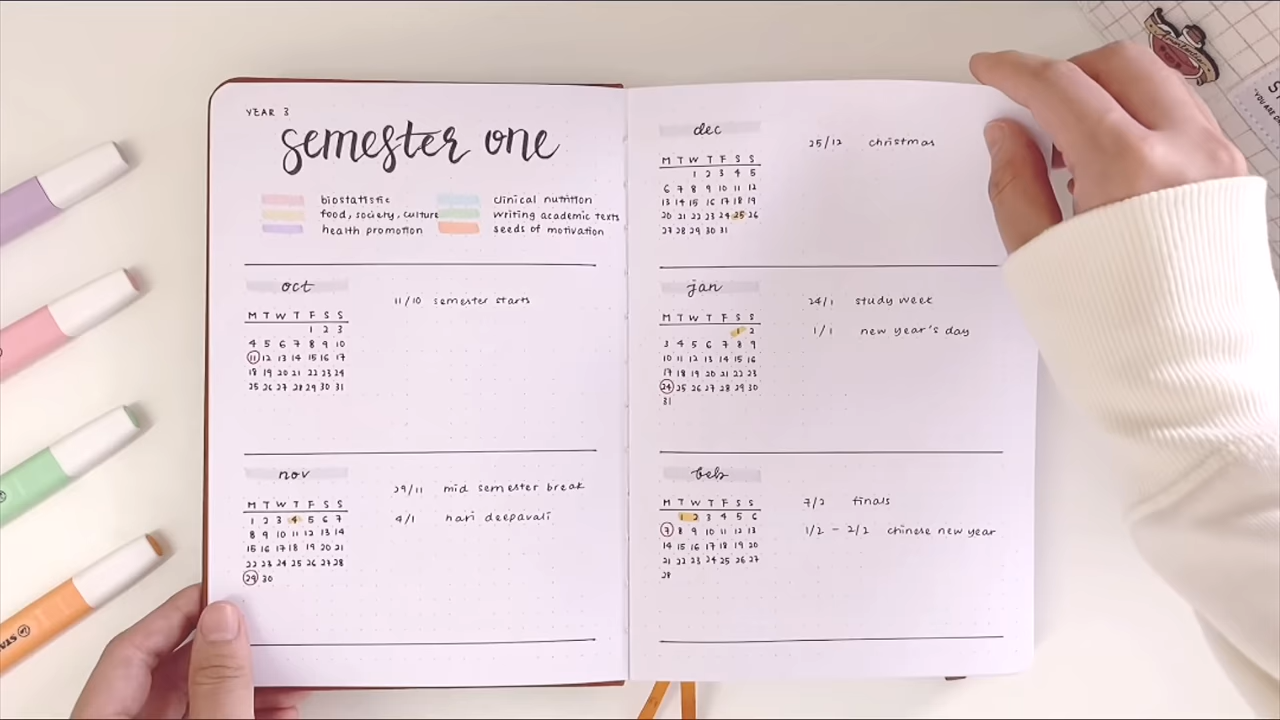 YEAR 3
semester one
biostatistic
food, society, culture
health promotion
clinical nutrition
writing academic texts
seeds of motivation
oct
M T W T F S S
1 2 3
4 5 6 7 8 9 10
11 12 13 14 15 16 17
18 19 20 21 22 23 24
25 26 27 28 29 30 31
11/10 semester starts
nov
M T W T F S S
1 2 3 4 5 6 7
8 9 10 11 12 13 14
15 16 17 18 19 20 21
22 23 24 25 26 27 28
29 30
29/11 mid semester break
4/1 hari deepavali
dec
M T W T F S S
1 2 3 4 5
6 7 8 9 10 11 12
13 14 15 16 17 18 19
20 21 22 23 24 25 26
27 28 29 30 31
25/12 christmas
jan
M T W T F S S
1 2
3 4 5 6 7 8 9
10 11 12 13 14 15 16
17 18 19 20 21 22 23
24 25 26 27 28 29 30
31
24/1 study week
1/1 new year's day
feb
M T W T F S S
1 2 3 4 5 6
7 8 9 10 11 12 13
14 15 16 17 18 19 20
21 22 23 24 25 26 27
28
7/2 finals
1/2 - 2/2 chinese new year